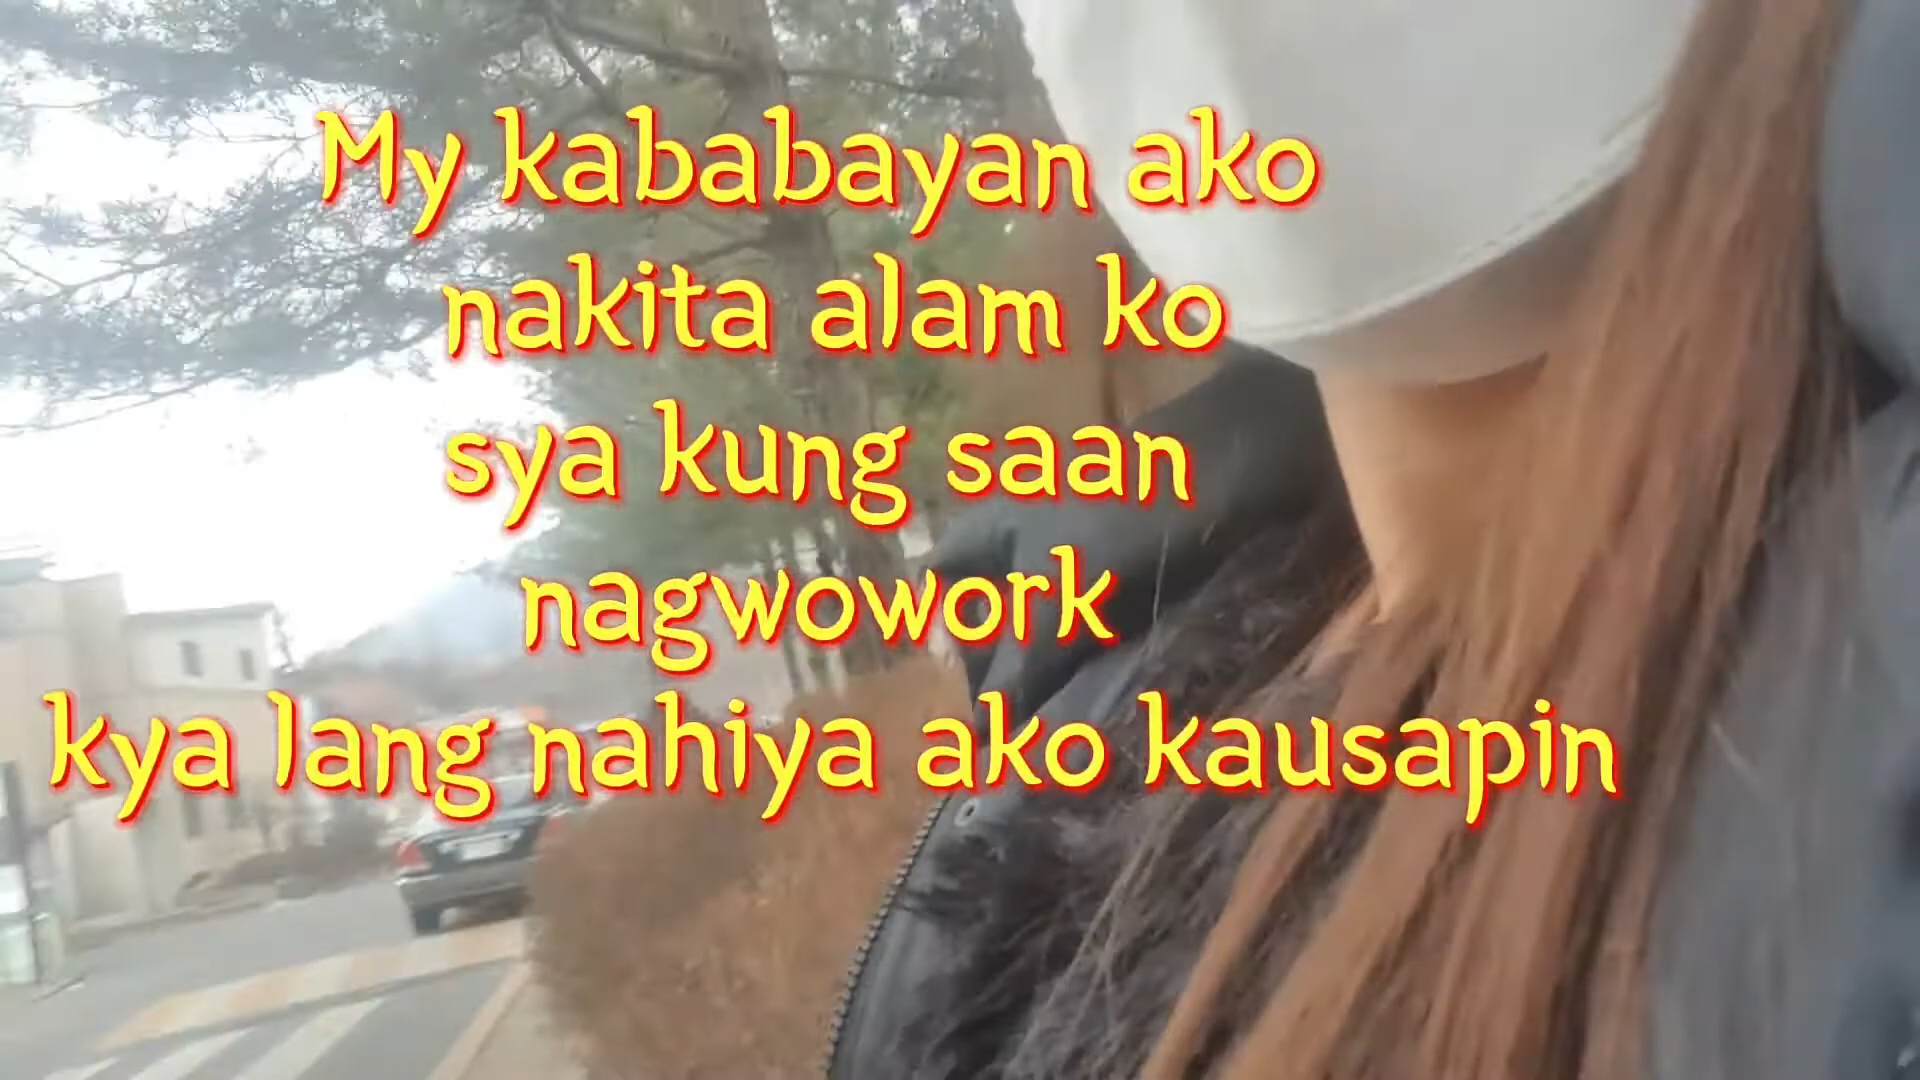 My kababayan ako
nakita alam ko
sya kung saan
nagwowork
kya lang nahiya ako kausapin